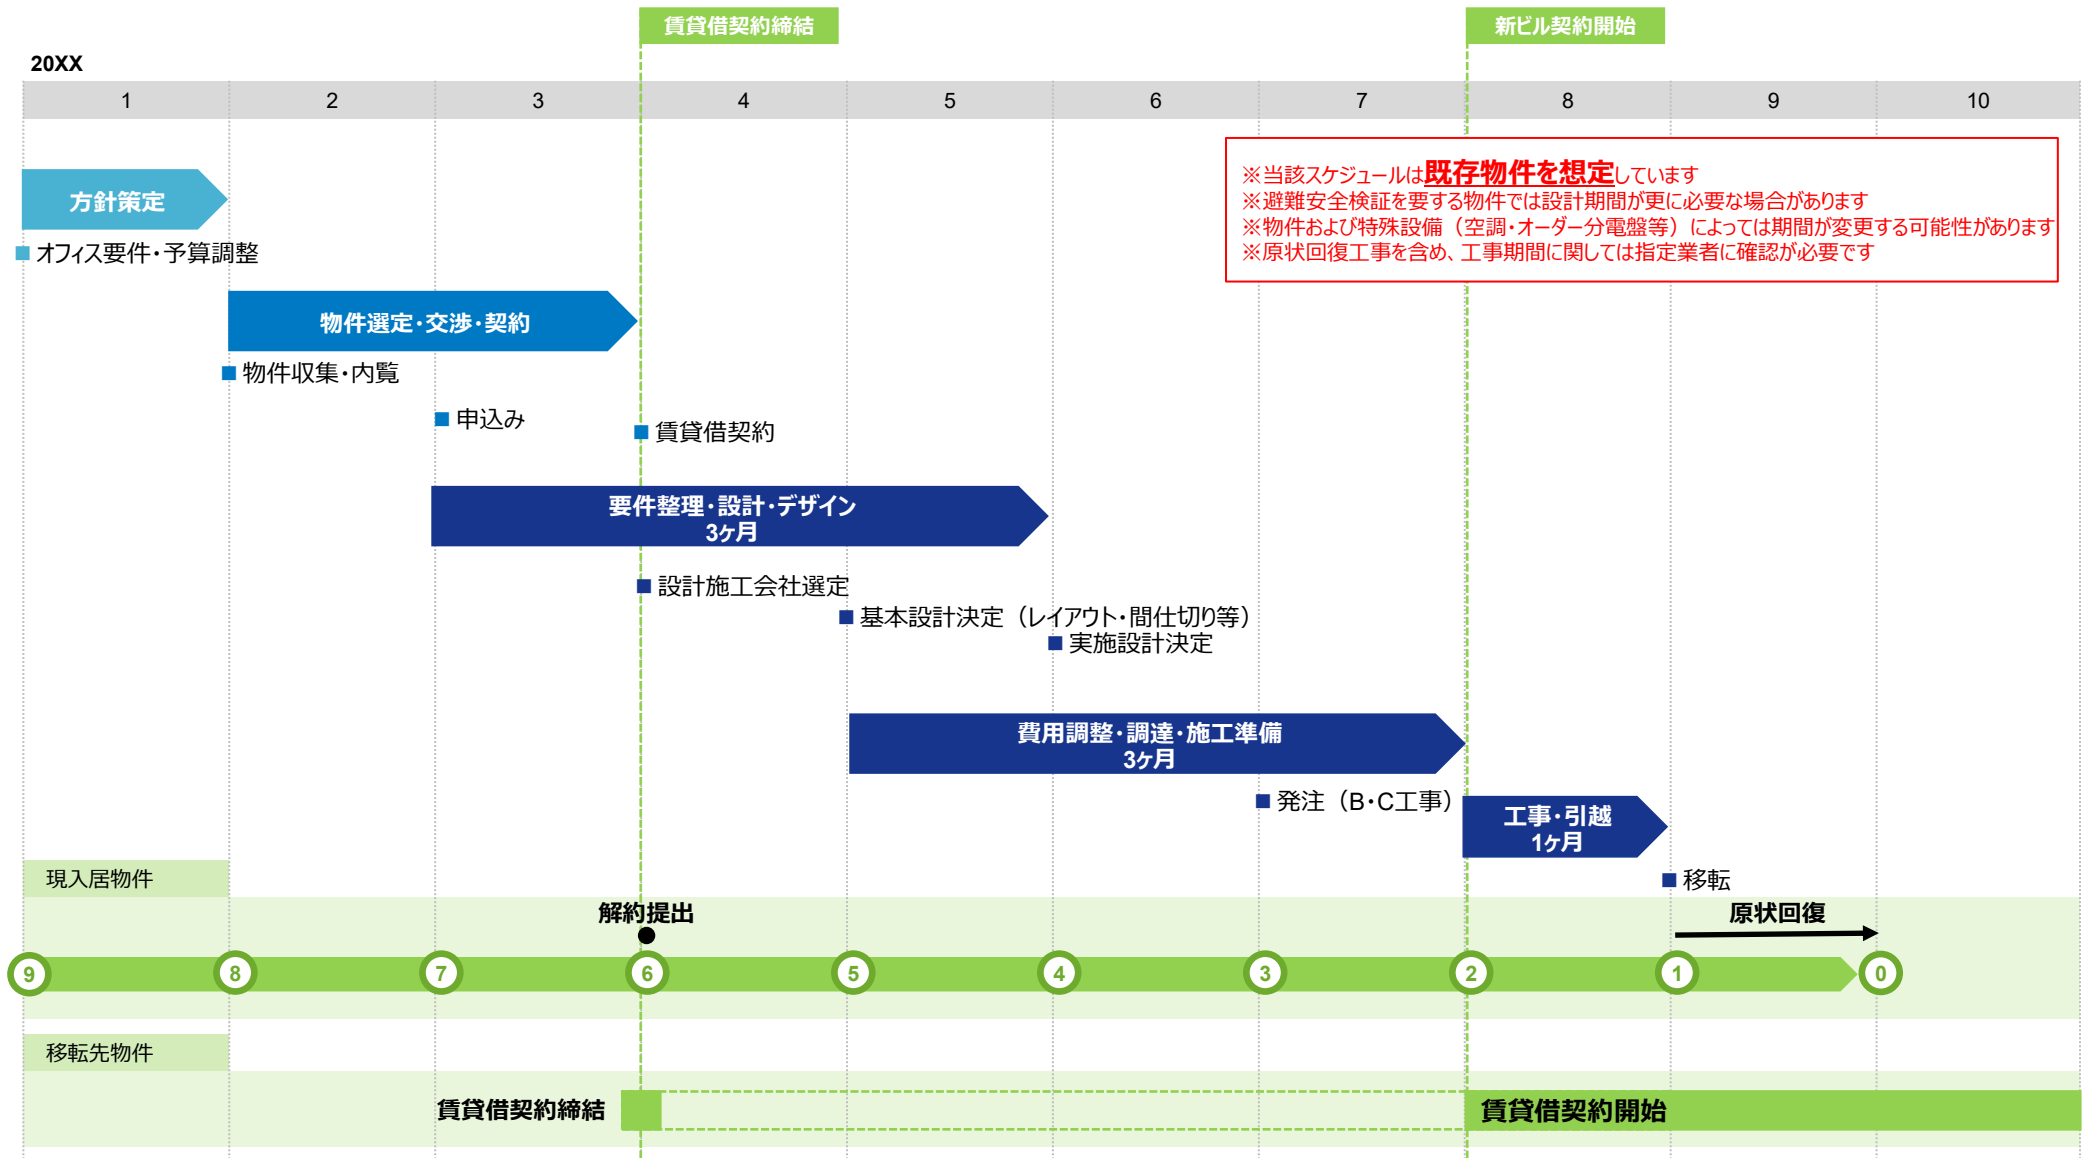 賃貸借契約締結
新ビル契約開始
20XX
1 2 3 4 5 6 7 8 9 10
※当該スケジュールは既存物件を想定しています
※避難安全検証を要する物件では設計期間が更に必要な場合があります
※物件および特殊設備（空調・オーダー分電盤等）によっては期間が変更する可能性があります
※原状回復工事を含め、工事期間に関しては指定業者に確認が必要です
方針策定
■オフィス要件・予算調整
物件選定・交渉・契約
■物件収集・内覧
■申込み
■賃貸借契約
要件整理・設計・デザイン
3ヶ月
■設計施工会社選定
■基本設計決定（レイアウト・間仕切り等）
■実施設計決定
費用調整・調達・施工準備
3ヶ月
■発注（B・C工事）
工事・引越
1ヶ月
■移転
現入居物件
解約提出
原状回復
9 8 7 6 5 4 3 2 1 0
移転先物件
賃貸借契約締結
賃貸借契約開始